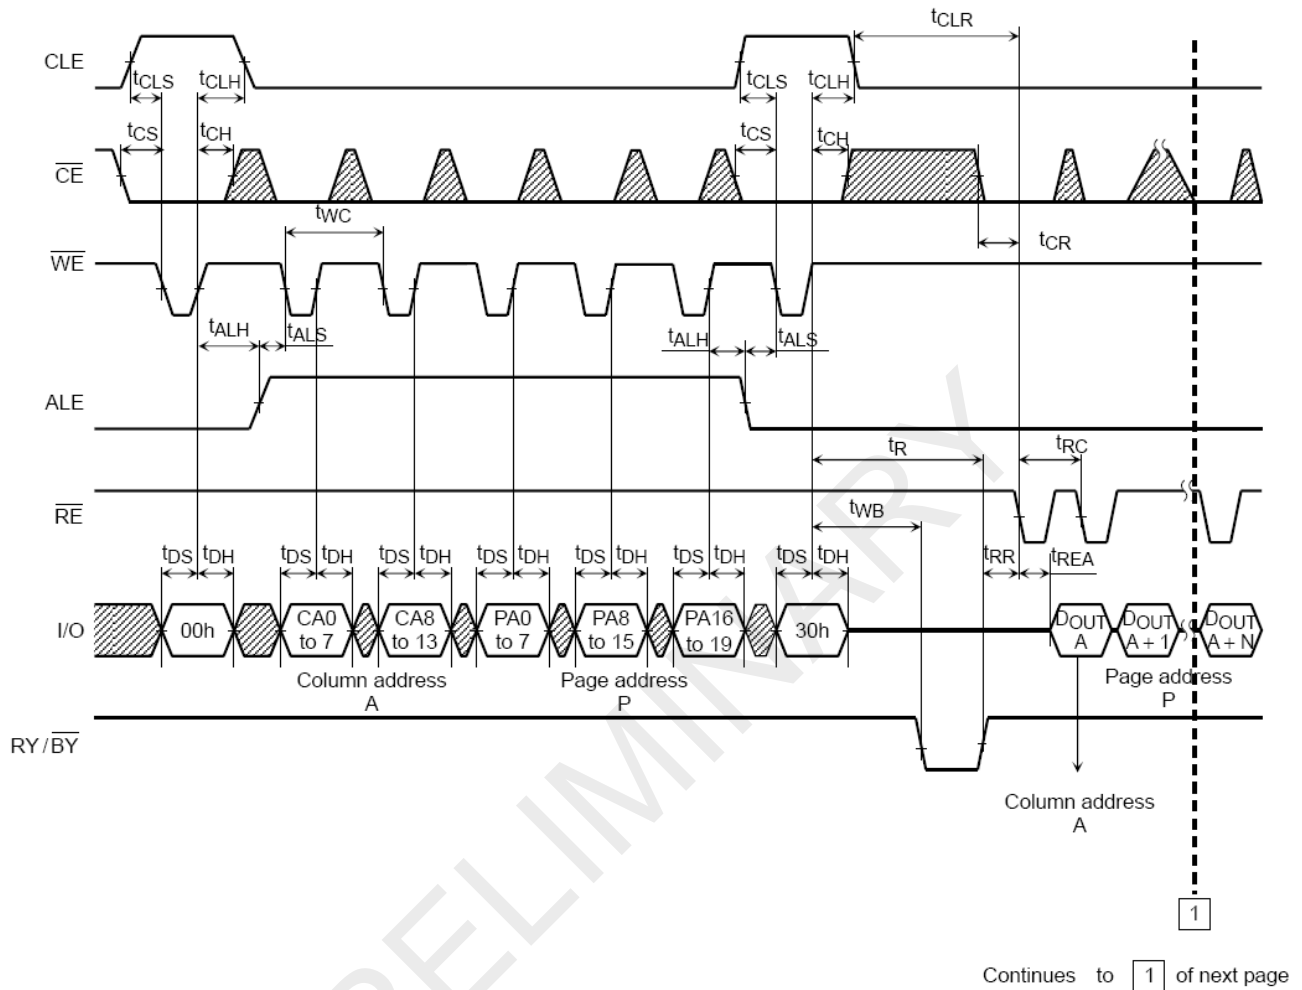 tCLR
CLE
tCLS tCLH tCLS tCLH
tCS tCH tCS tCH
CE
tWC
tCR
WE
tALH tALS tALH tALS
ALE
tR tRC
RE
tWB
tDS tDH tDS tDH tDS tDH tDS tDH tDS tDH tDS tDH tDS tDH tRR tREA
I/O
00h
CA0
to 7
CA8
to 13
PA0
to 7
PA8
to 15
PA16
to 19
30h
DOUT
A
DOUT
A + 1
DOUT
A + N
Column address
A
Page address
P
Page address
P
RY / BY
Column address
A
1
Continues to 1 of next page
PRELIMINARY